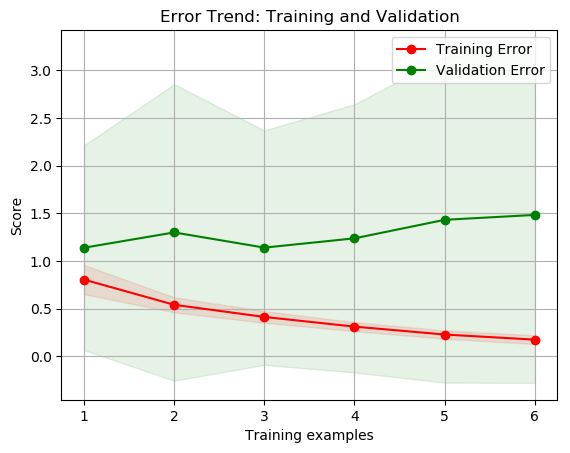 Error Trend: Training and Validation
Training Error
Validation Error
3.0
2.5
2.0
1.5
1.0
0.5
0.0
Score
1 2 3 4 5 6
Training examples